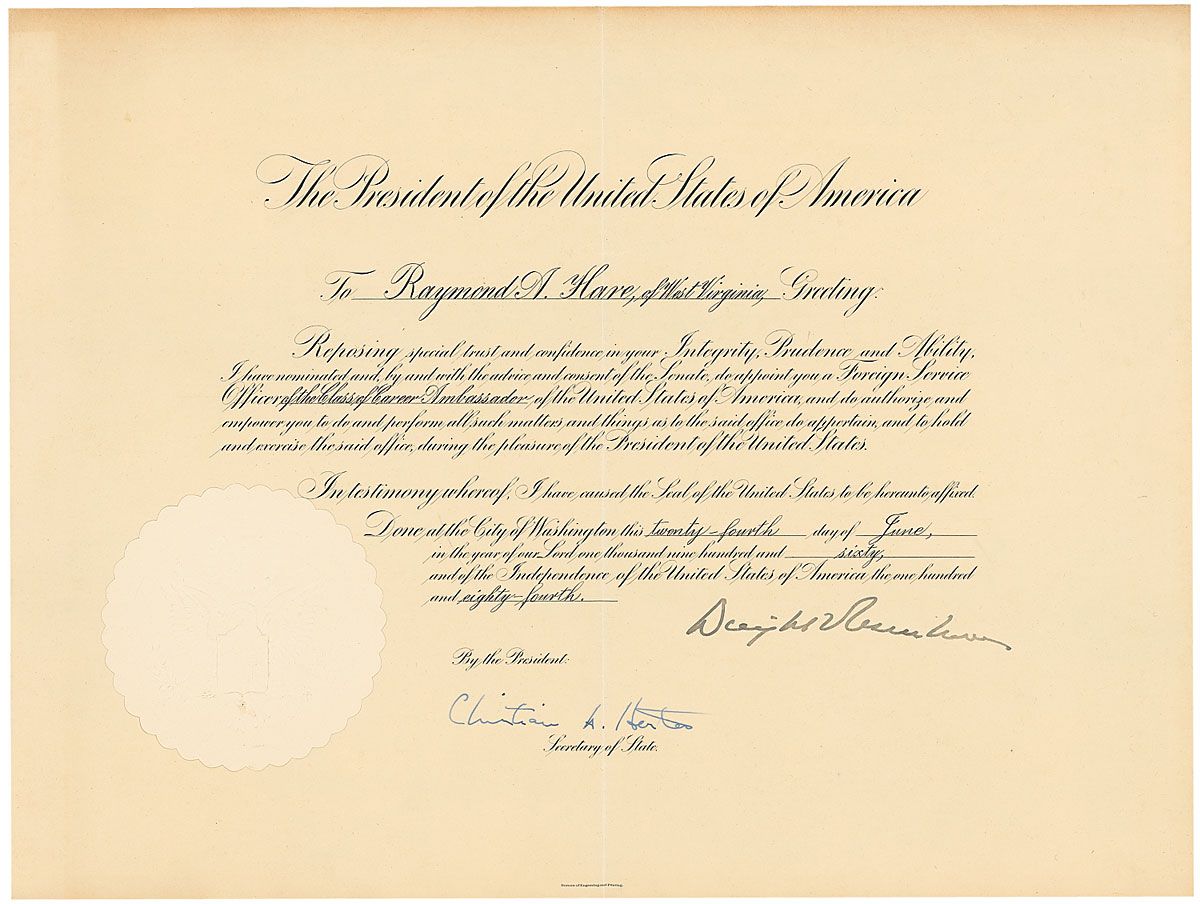 The President of the United States of America
To Raymond A. Hare, of West Virginia, Greeting:
Reposing special trust and confidence in your Integrity, Prudence and Ability,
I have nominated and, by and with the advice and consent of the Senate, do appoint you a Foreign Service
Officer of the Class of Career Ambassador, of the United States of America, and do authorize and
empower you to do and perform all such matters and things as to the said office do appertain, and to hold
and exercise the said office, during the pleasure of the President of the United States.
In testimony whereof, I have caused the Seal of the United States to be hereunto affixed.
Done at the City of Washington this twenty-fourth day of June,
in the year of our Lord one thousand nine hundred and sixty,
and of the Independence of the United States of America the one hundred
and eighty-fourth.
Dwight D Eisenhower
By the President:
Christian A. Herter
Secretary of State.
Bureau of Engraving and Printing.